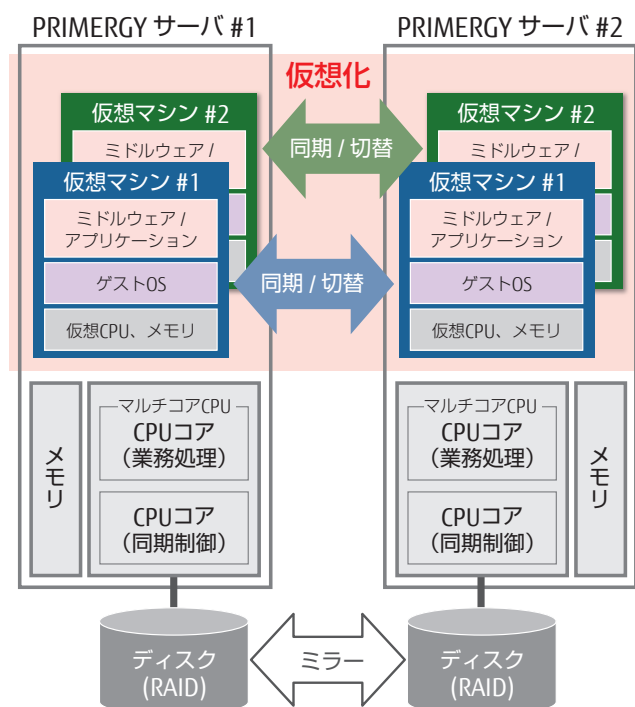 PRIMERGY サーバ #1
PRIMERGY サーバ #2
仮想化
仮想マシン #2
ミドルウェア /
同期 / 切替
仮想マシン #2
ミドルウェア /
仮想マシン #1
ミドルウェア /
アプリケーション
ゲストOS
仮想CPU、メモリ
同期 / 切替
仮想マシン #1
ミドルウェア /
アプリケーション
ゲストOS
仮想CPU、メモリ
メモリ
マルチコアCPU
CPUコア
（業務処理）
CPUコア
（同期制御）
マルチコアCPU
CPUコア
（業務処理）
CPUコア
（同期制御）
メモリ
ディスク
(RAID)
ミラー
ディスク
(RAID)